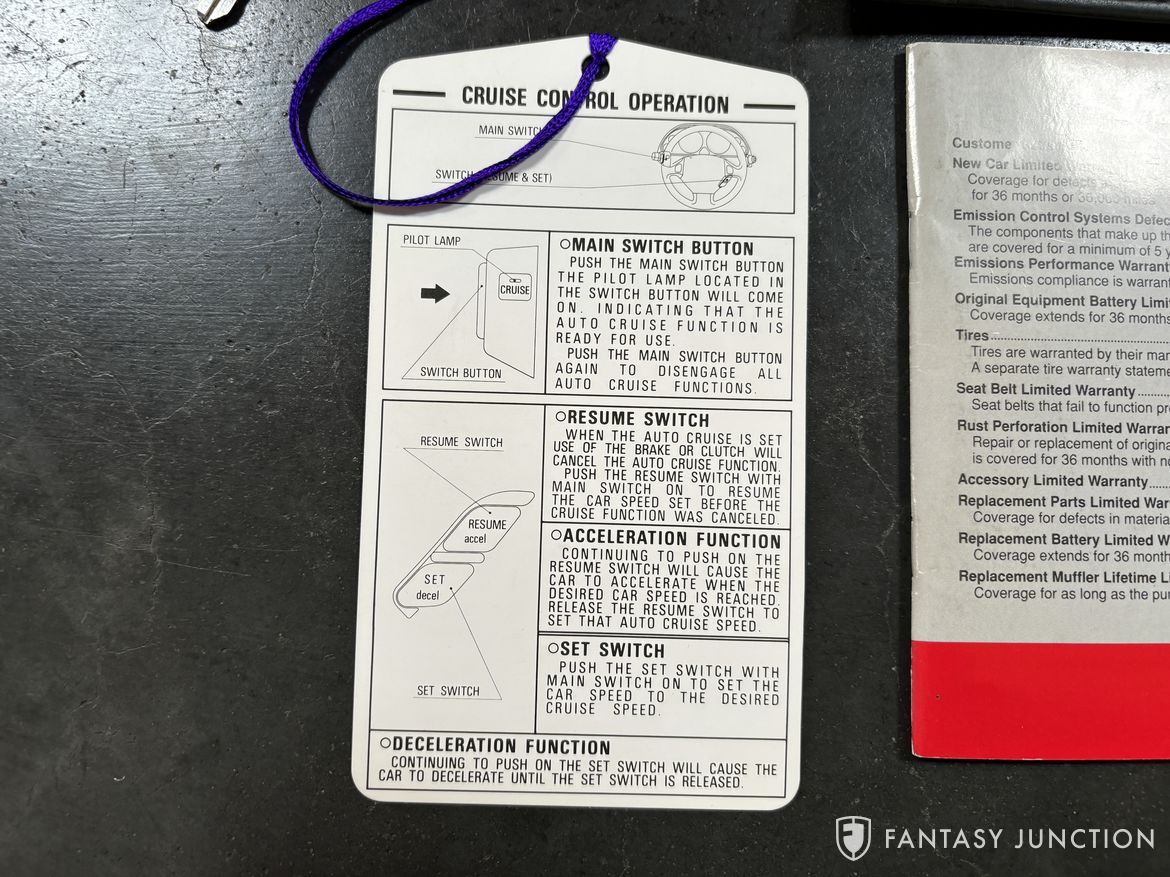 CRUISE CONTROL OPERATION
MAIN SWITC
SWITCH (RESUME & SET)
PILOT LAMP
CRUISE
SWITCH BUTTON
○MAIN SWITCH BUTTON
PUSH THE MAIN SWITCH BUTTON
THE PILOT LAMP LOCATED IN
THE SWITCH BUTTON WILL COME
ON. INDICATING THAT THE
AUTO CRUISE FUNCTION IS
READY FOR USE.
PUSH THE MAIN SWITCH BUTTON
AGAIN TO DISENGAGE ALL
AUTO CRUISE FUNCTIONS.
RESUME SWITCH
RESUME
accel
SET
decel
SET SWITCH
○RESUME SWITCH
WHEN THE AUTO CRUISE IS SET
USE OF THE BRAKE OR CLUTCH WILL
CANCEL THE AUTO CRUISE FUNCTION.
PUSH THE RESUME SWITCH WITH
MAIN SWITCH ON TO RESUME
THE CAR SPEED SET BEFORE THE
CRUISE FUNCTION WAS CANCELED.
○ACCELERATION FUNCTION
CONTINUING TO PUSH ON THE
RESUME SWITCH WILL CAUSE THE
CAR TO ACCELERATE WHEN THE
DESIRED CAR SPEED IS REACHED.
RELEASE THE RESUME SWITCH TO
SET THAT AUTO CRUISE SPEED.
○SET SWITCH
PUSH THE SET SWITCH WITH
MAIN SWITCH ON TO SET THE
CAR SPEED TO THE DESIRED
CRUISE SPEED.
○DECELERATION FUNCTION
CONTINUING TO PUSH ON THE SET SWITCH WILL CAUSE THE
CAR TO DECELERATE UNTIL THE SET SWITCH IS RELEASED.
Custome
New Car Limited
Coverage for defects
for 36 months or 36,000 miles
Emission Control Systems Defec
The components that make up th
are covered for a minimum of 5 y
Emissions Performance Warrant
Emissions compliance is warrant
Original Equipment Battery Limi
Coverage extends for 36 months
Tires
Tires are warranted by their mar
A separate tire warranty stateme
Seat Belt Limited Warranty
Seat belts that fail to function pr
Rust Perforation Limited Warran
Repair or replacement of origina
is covered for 36 months with no
Accessory Limited Warranty
Replacement Parts Limited War
Coverage for defects in materia
Replacement Battery Limited W
Coverage extends for 36 month
Replacement Muffler Lifetime Li
Coverage for as long as the pur
FANTASY JUNCTION